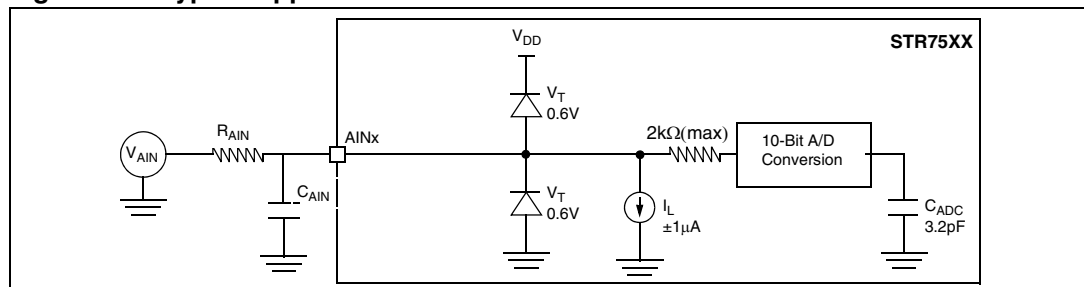 STR75XX
V_DD
V_T
0.6V
R_AIN
AINx
2kΩ(max)
10-Bit A/D
Conversion
V_AIN
C_AIN
V_T
0.6V
I_L
±1μA
C_ADC
3.2pF